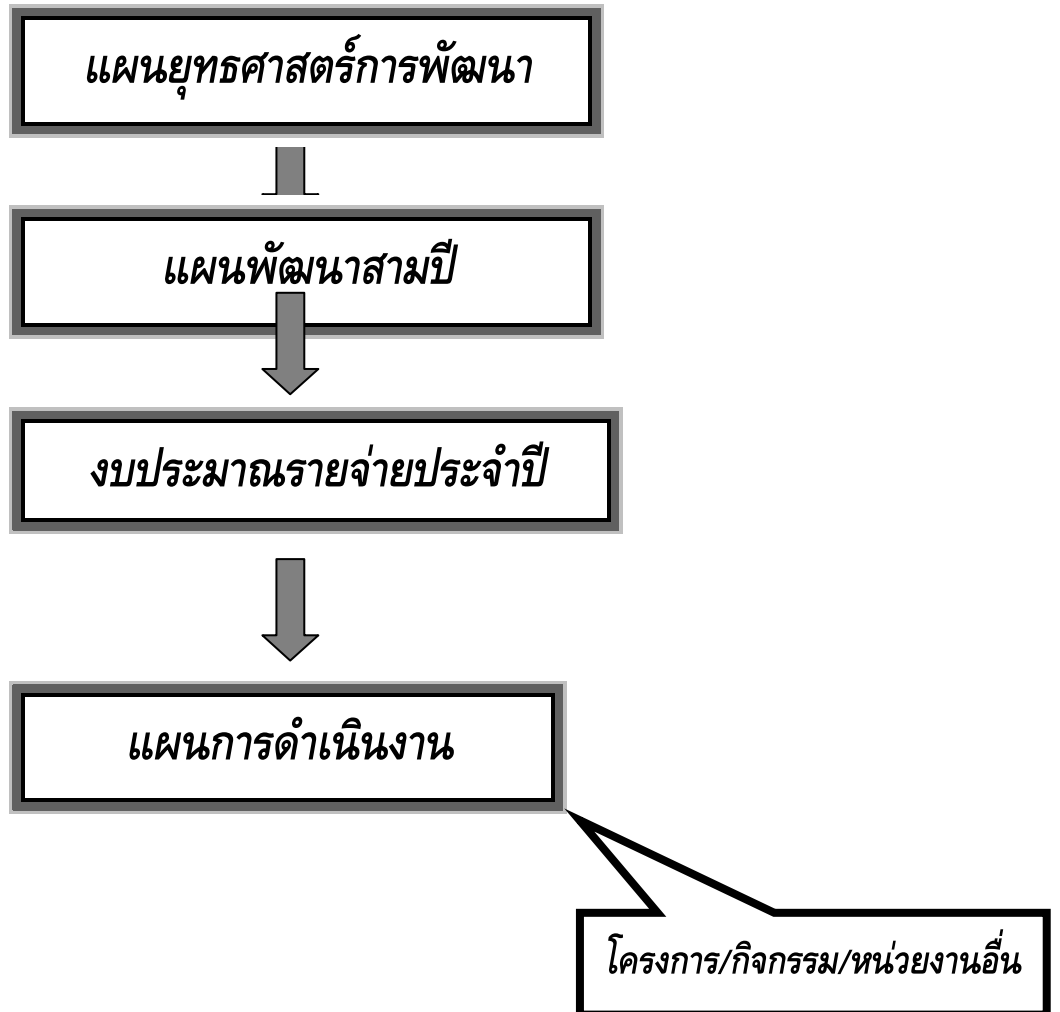 แผนยุทธศาสตร์การพัฒนา
แผนพัฒนาสามปี
งบประมาณรายจ่ายประจำปี
แผนการดำเนินงาน
โครงการ/กิจกรรม/หน่วยงานอื่น